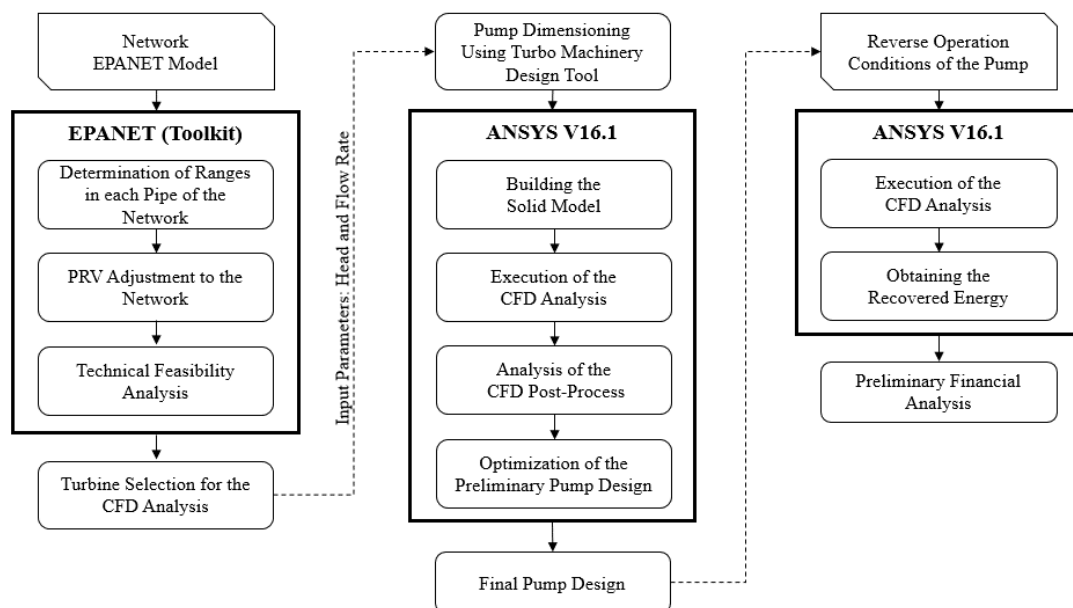 Network
EPANET Model
EPANET (Toolkit)
Determination of Ranges
in each Pipe of the
Network
PRV Adjustment to the
Network
Technical Feasibility
Analysis
Turbine Selection for the
CFD Analysis
Input Parameters: Head and Flow Rate
Pump Dimensioning
Using Turbo Machinery
Design Tool
ANSYS V16.1
Building the
Solid Model
Execution of the
CFD Analysis
Analysis of the
CFD Post-Process
Optimization of the
Preliminary Pump Design
Final Pump Design
Reverse Operation
Conditions of the Pump
ANSYS V16.1
Execution of the
CFD Analysis
Obtaining the
Recovered Energy
Preliminary Financial
Analysis